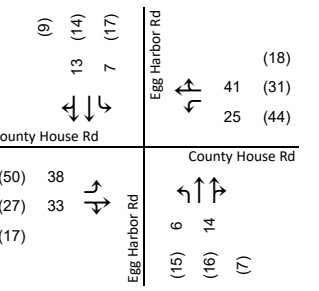 (9) (14) (17)
13 7
Egg Harbor Rd
(18)
41 (31)
25 (44)
ounty House Rd
County House Rd
(50) 38
(27) 33
(17)
Egg Harbor Rd
6 14
(15) (16) (7)